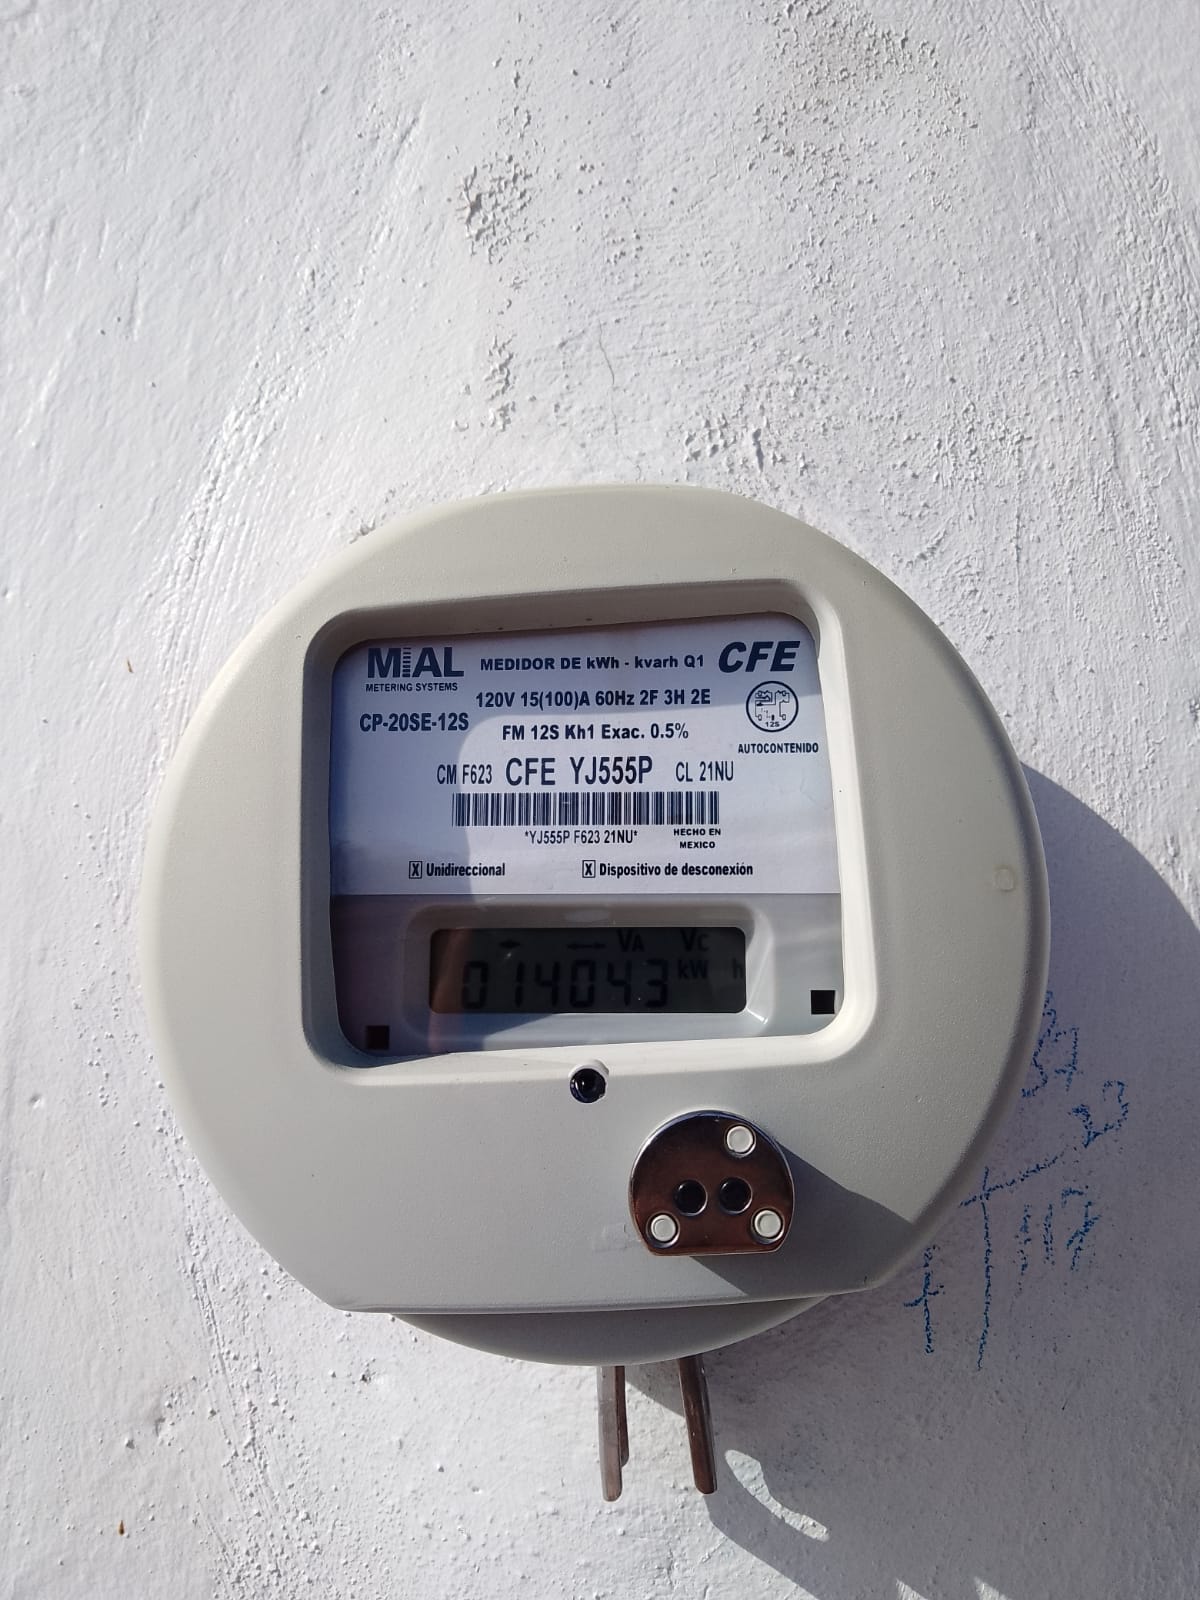 MIAL
METERING SYSTEMS
MEDIDOR DE kWh - kvarh Q1
CFE
120V 15(100)A 60Hz 2F 3H 2E
CP-20SE-12S
FM 12S Kh1 Exac. 0.5%
12S
AUTOCONTENIDO
CM F623 CFE YJ555P CL 21NU
*YJ555P F623 21NU*
HECHO EN
MEXICO
X Unidireccional
X Dispositivo de desconexión
VA VC
014043 kW h